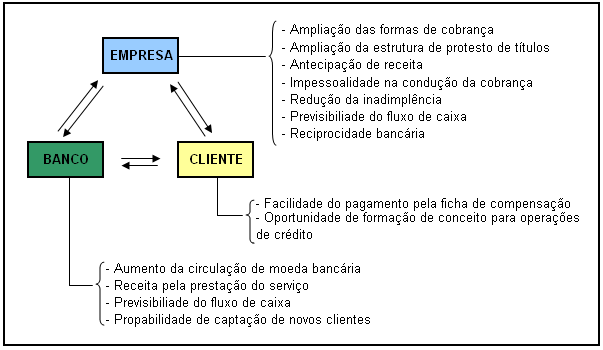 EMPRESA
- Ampliação das formas de cobrança
- Ampliação da estrutura de protesto de títulos
- Antecipação de receita
- Impessoalidade na condução da cobrança
- Redução da inadimplência
- Previsibiliade do fluxo de caixa
- Reciprocidade bancária
BANCO
CLIENTE
- Facilidade do pagamento pela ficha de compensação
- Oportunidade de formação de conceito para operações
de crédito
- Aumento da circulação de moeda bancária
- Receita pela prestação do serviço
- Previsibiliade do fluxo de caixa
- Propabilidade de captação de novos clientes